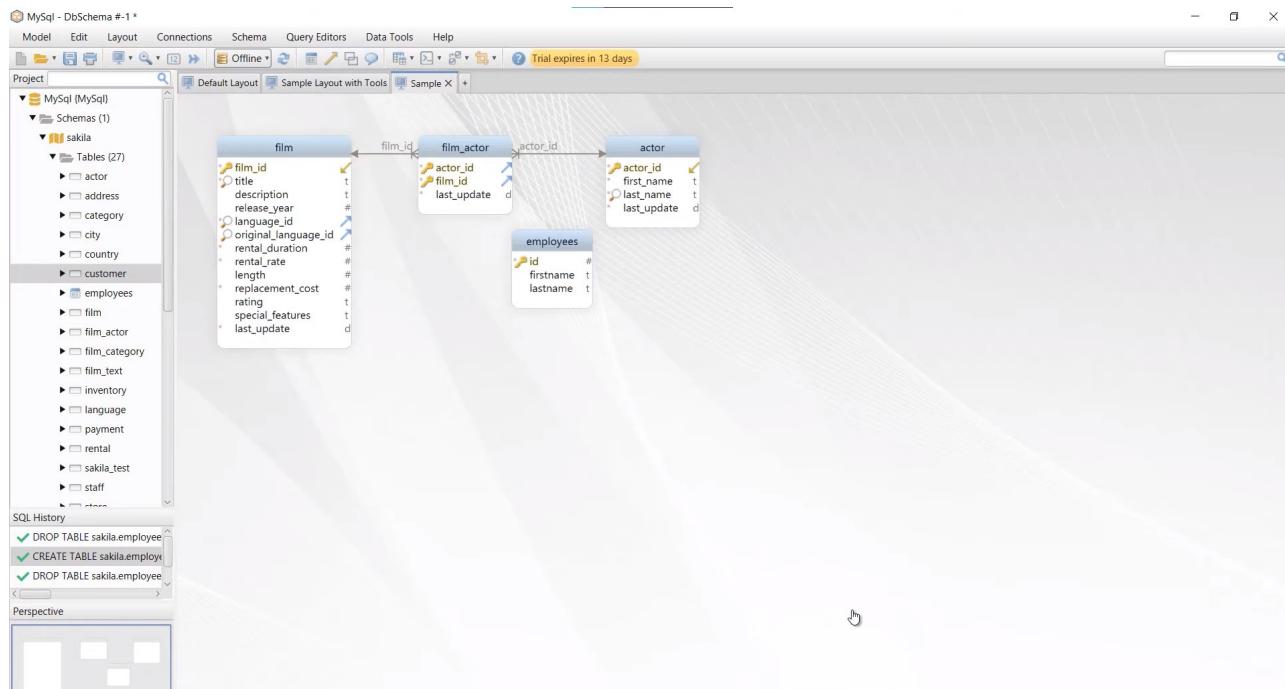 MySql - DbSchema #-1 *
Model Edit Layout Connections Schema Query Editors Data Tools Help
12 Offline Trial expires in 13 days
Project
Default Layout Sample Layout with Tools Sample
MySql (MySql)
Schemas (1)
sakila
Tables (27)
actor
address
category
city
country
customer
employees
film
film_actor
film_category
film_text
inventory
language
payment
rental
sakila_test
staff
store
film
film_id #
title t
description t
release_year #
language_id
original_language_id
rental_duration #
rental_rate #
length #
replacement_cost #
rating t
special_features t
last_update d
film_id
film_actor
actor_id
film_id
last_update d
actor_id
actor
actor_id
first_name t
last_name t
last_update d
employees
id #
firstname t
lastname t
SQL History
DROP TABLE sakila.employee
CREATE TABLE sakila.employe
DROP TABLE sakila.employee
Perspective